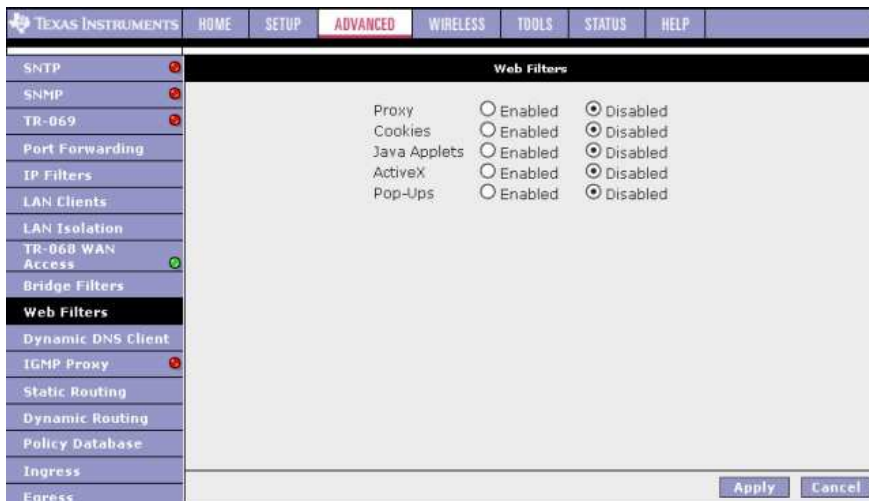 TEXAS INSTRUMENTS HOME SETUP ADVANCED WIRELESS TOOLS STATUS HELP
SNTP
SNMP
TR-069
Port Forwarding
IP Filters
LAN Clients
LAN Isolation
TR-068 WAN
Access
Bridge Filters
Web Filters
Dynamic DNS Client
IGMP Proxy
Static Routing
Dynamic Routing
Policy Database
Ingress
Egress
Web Filters
Proxy Enabled Disabled
Cookies Enabled Disabled
Java Applets Enabled Disabled
ActiveX Enabled Disabled
Pop-Ups Enabled Disabled
Apply Cancel